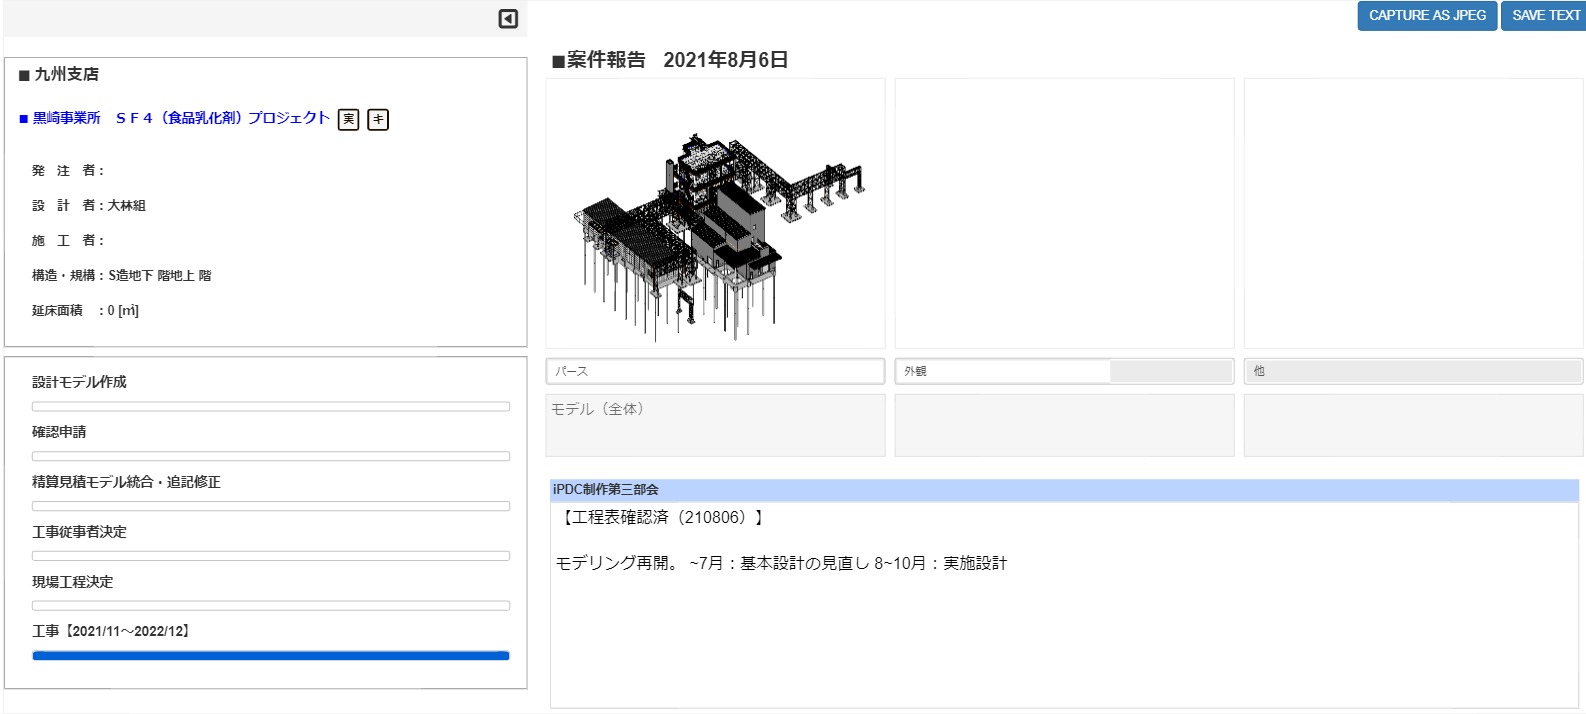 CAPTURE AS JPEG
SAVE TEXT
■ 九州支店
■ 黒崎事業所　ＳＦ４（食品乳化剤）プロジェクト 実 キ
発　注　者：
設　計　者：大林組
施　工　者：
構造・規構：S造地下 階地上 階
延床面積　：0 [㎡]
設計モデル作成
確認申請
精算見積モデル統合・追記修正
工事従事者決定
現場工程決定
工事【2021/11～2022/12】
■案件報告　2021年8月6日
パース
外観
他
モデル（全体）
iPDC制作第三部会
【工程表確認済（210806）】
モデリング再開。 ~7月：基本設計の見直し 8~10月：実施設計